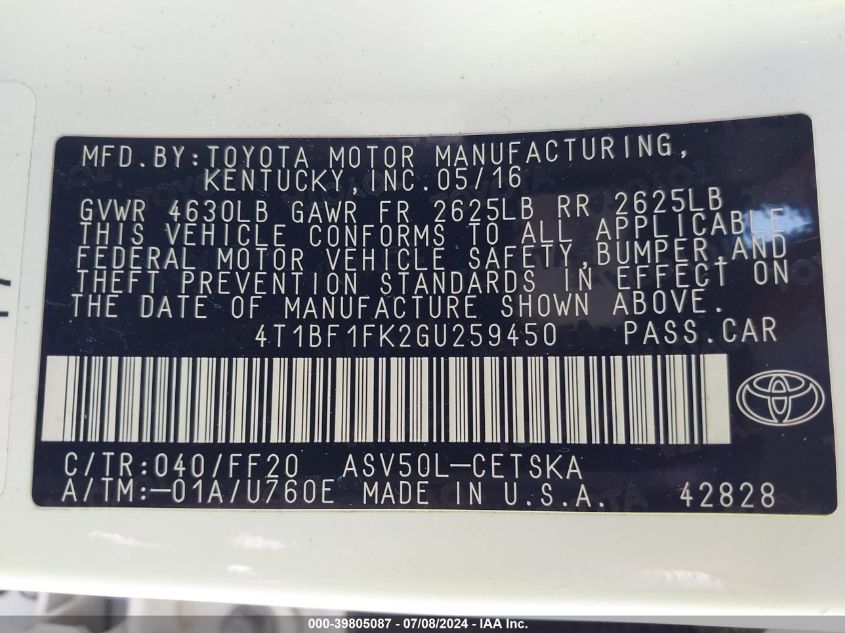 MFD.BY:TOYOTA MOTOR MANUFACTURING,
KENTUCKY,INC.05/16
GVWR 4630LB GAWR FR 2625LB RR 2625LB
THIS VEHICLE CONFORMS TO ALL APPLICABLE
FEDERAL MOTOR VEHICLE SAFETY,BUMPER,AND
THEFT PREVENTION STANDARDS IN EFFECT ON
THE DATE OF MANUFACTURE SHOWN ABOVE.
4T1BF1FK2GU259450 PASS.CAR
C/TR:040/FF20 ASV50L-CETSKA
A/TM:-01A/U760E MADE IN U.S.A. 42828
000-39805087 - 07/08/2024 - IAA Inc.